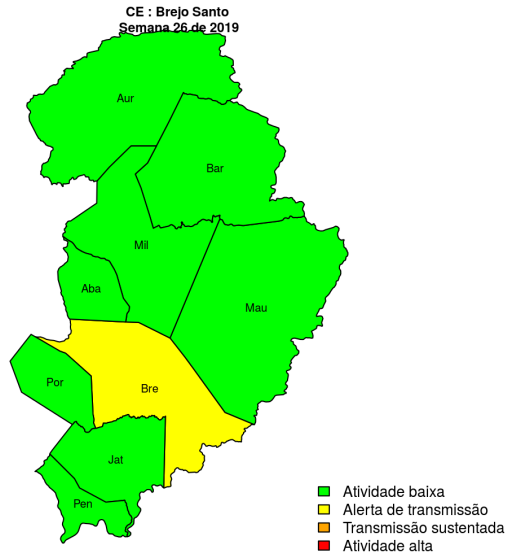 CE : Brejo Santo
Semana 26 de 2019
Aur
Bar
Mil
Aba
Mau
Por
Bre
Jat
Pen
Atividade baixa
Alerta de transmissão
Transmissão sustentada
Atividade alta